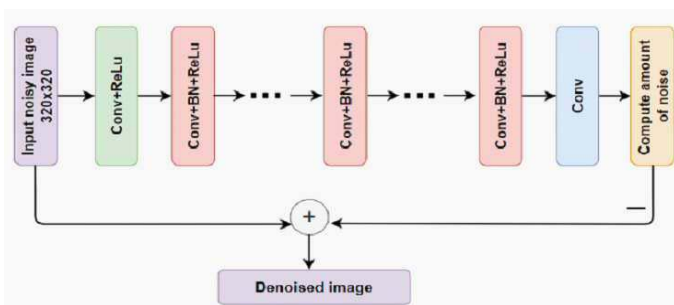 Input noisy image
320x320
Conv+ReLu
Conv+BN+ReLu
Conv+BN+ReLu
Conv+BN+ReLu
Conv
Compute amount
of noise
+
—
Denoised image